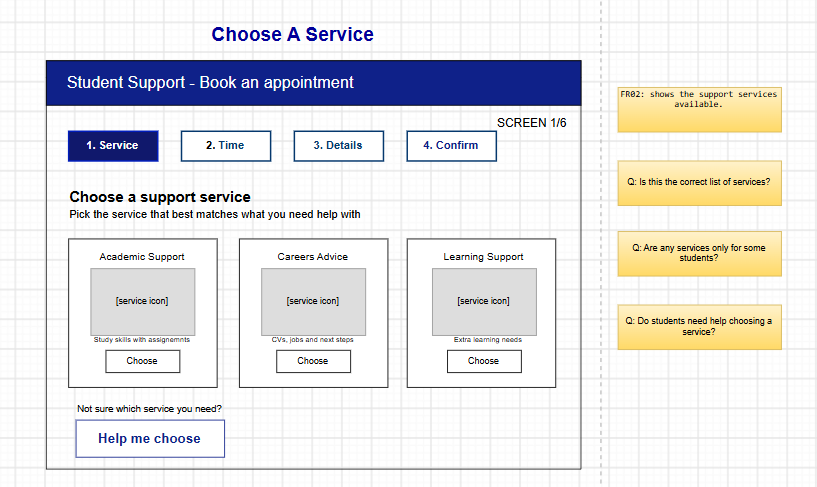 Choose A Service
Student Support - Book an appointment
SCREEN 1/6
1. Service
2. Time
3. Details
4. Confirm
Choose a support service
Pick the service that best matches what you need help with
Academic Support
[service icon]
Study skills with assignemnts
Choose
Careers Advice
[service icon]
CVs, jobs and next steps
Choose
Learning Support
[service icon]
Extra learning needs
Choose
Not sure which service you need?
Help me choose
FR02: shows the support services
available.
Q: Is this the correct list of services?
Q: Are any services only for some
students?
Q: Do students need help choosing a
service?